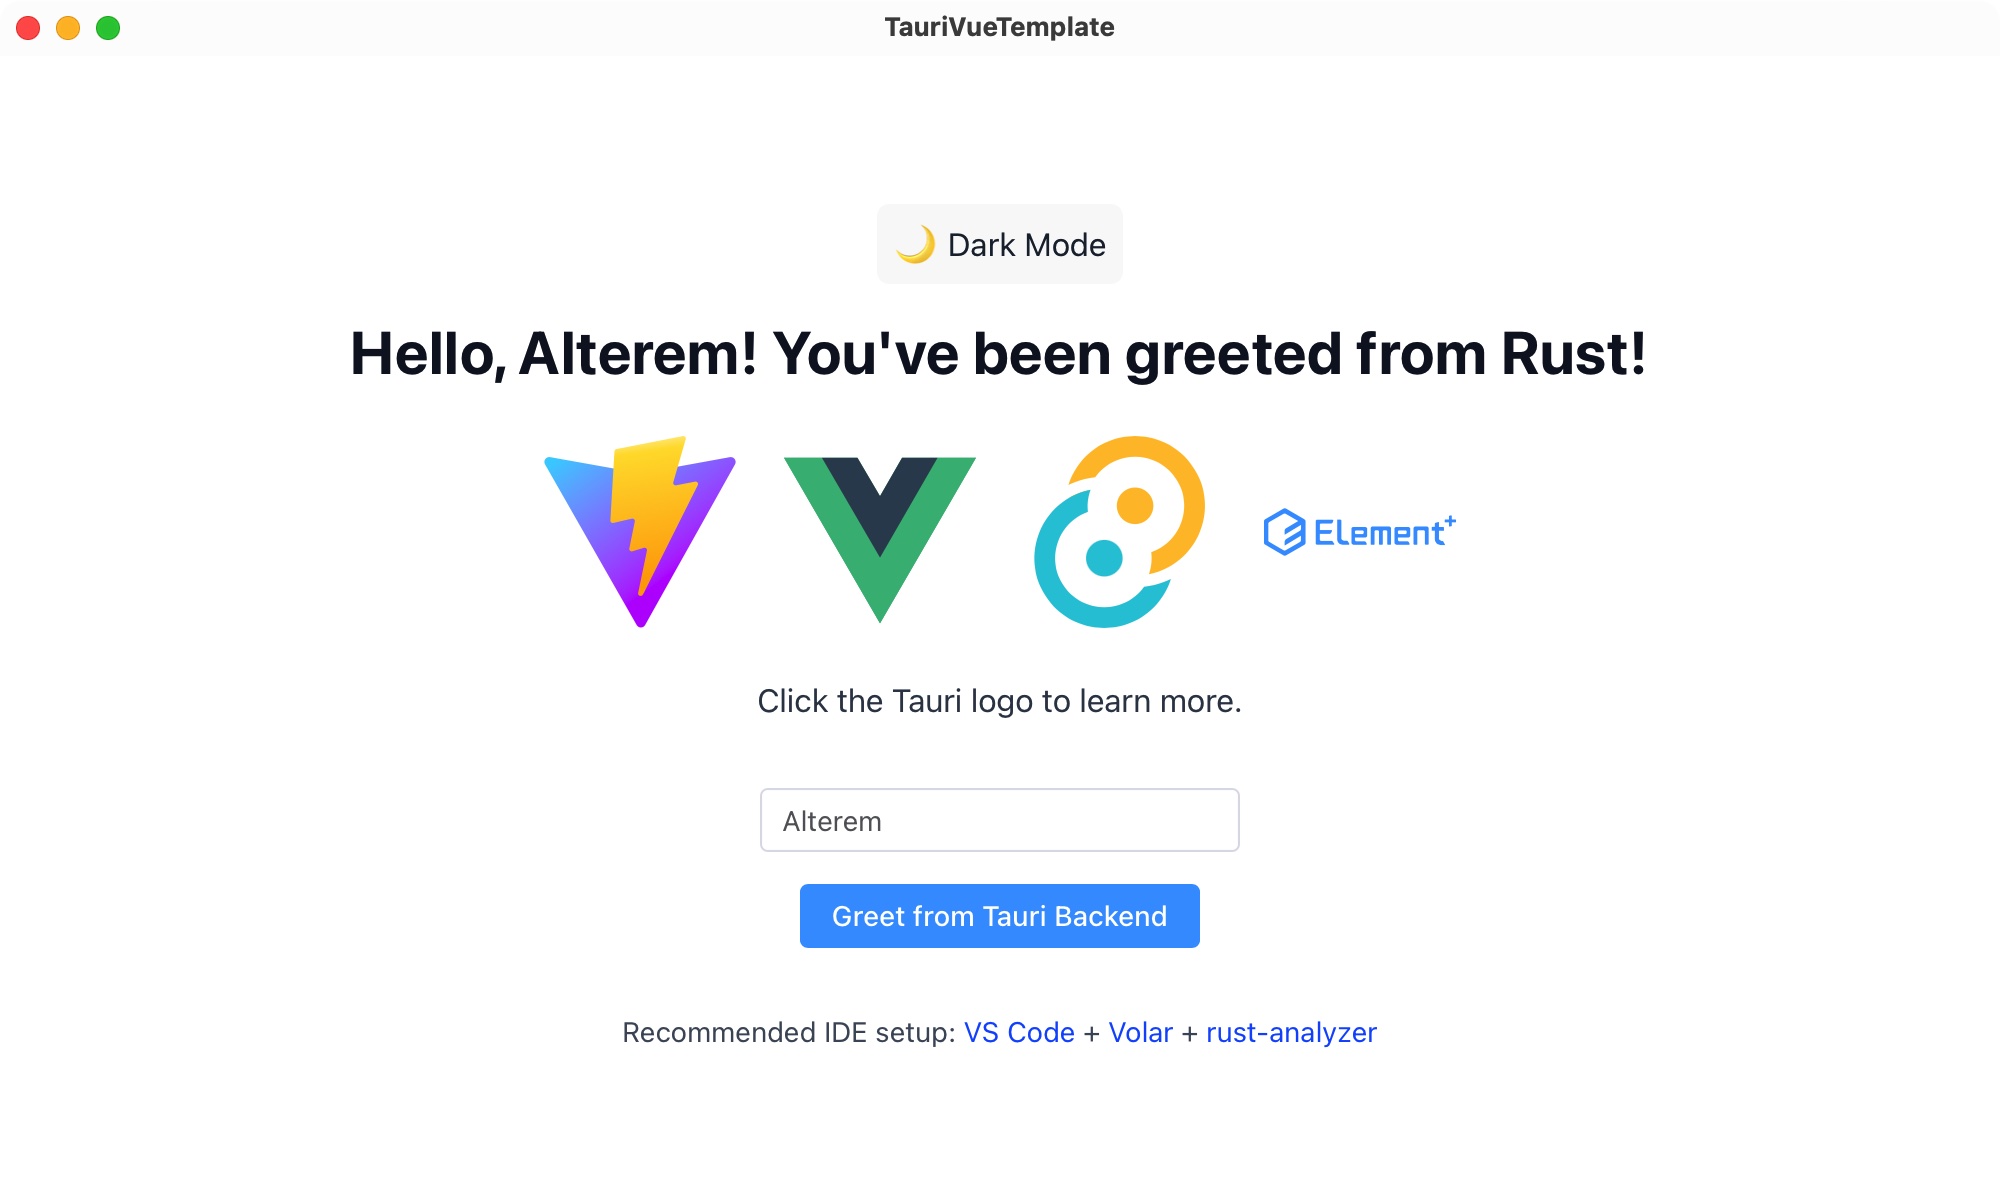 TauriVueTemplate
🌙 Dark Mode
Hello, Alterem! You've been greeted from Rust!
Element+
Click the Tauri logo to learn more.
Alterem
Greet from Tauri Backend
Recommended IDE setup: VS Code + Volar + rust-analyzer